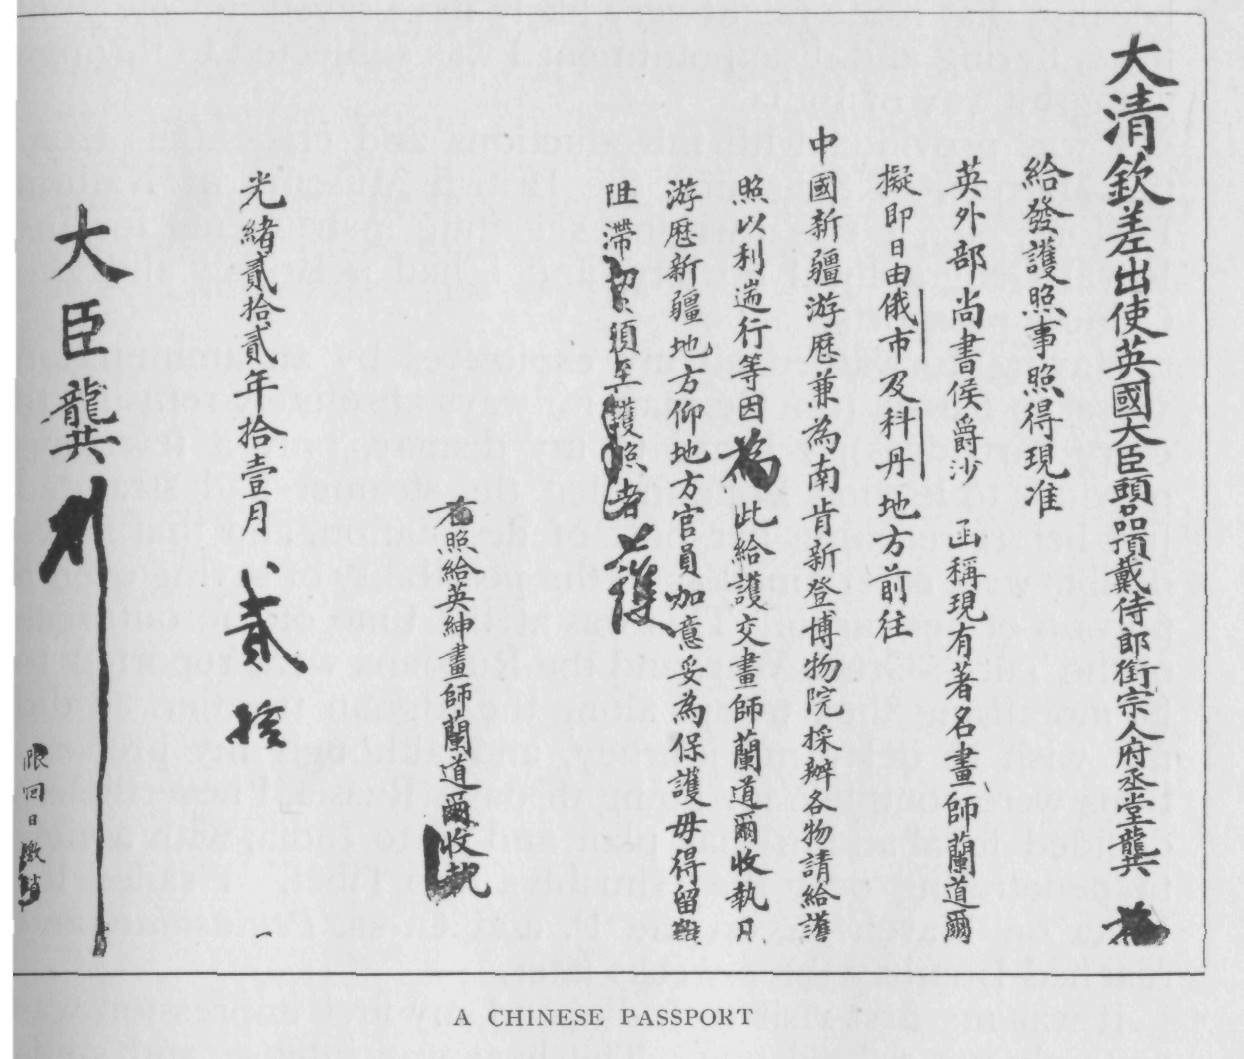 大清欽差出使英國大臣頭品頂戴侍郎銜宗人府丞堂龔 為
給發護照事照得現准
英外部尚書侯爵沙 函稱現有著名畫師蘭道爾
擬即日由俄市及科丹地方前往
中國新疆游歷兼為南肯新登博物院採辦各物請給護
照以利遄行等因為此給護交畫師蘭道爾收執凡
游歷新疆地方仰地方官員加意妥為保護毋得留難
阻滯切切須至護照者
右照給英紳畫師蘭道爾收執
光緒貳拾貳年拾壹月 貳拾 日
大臣龔
限回日繳銷
A CHINESE PASSPORT